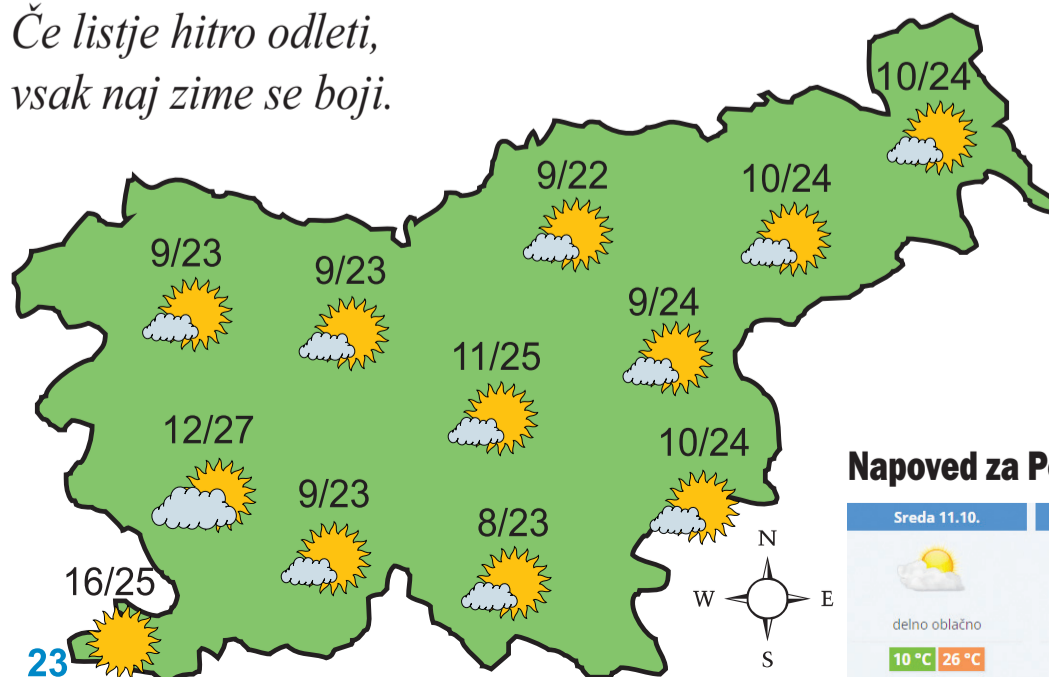 Če listje hitro odleti,
vsak naj zime se boji.
10/24
9/22
10/24
9/23
9/23
9/24
11/25
12/27
10/24
9/23
8/23
16/25
23
N
W E
S
Napoved za
Sreda 11.10.
delno oblačno
10 °C 26 °C